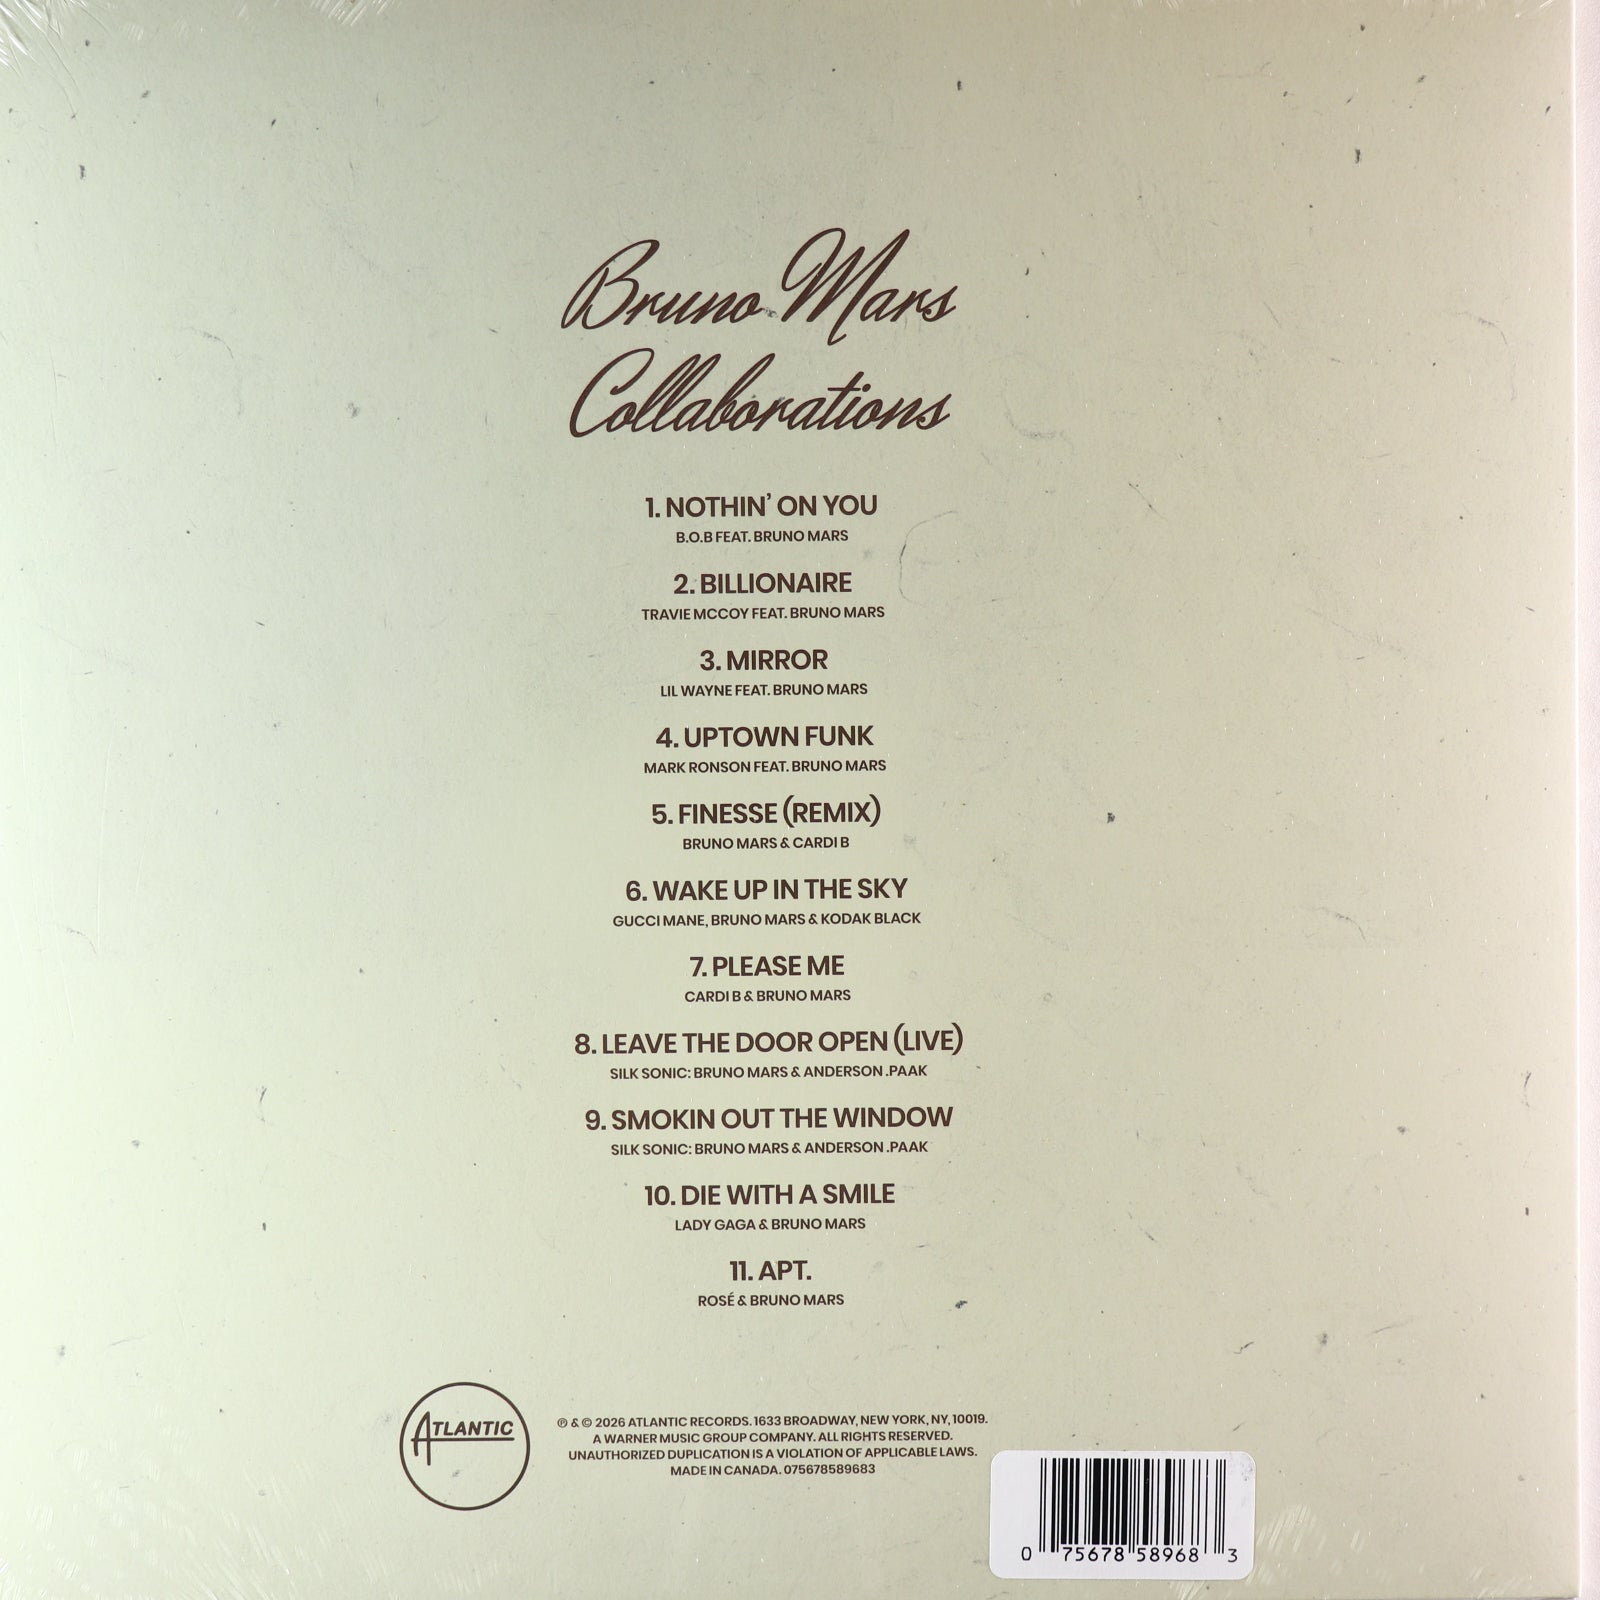 Bruno Mars
Collaborations
1. NOTHIN' ON YOU
B.O.B FEAT. BRUNO MARS
2. BILLIONAIRE
TRAVIE MCCOY FEAT. BRUNO MARS
3. MIRROR
LIL WAYNE FEAT. BRUNO MARS
4. UPTOWN FUNK
MARK RONSON FEAT. BRUNO MARS
5. FINESSE (REMIX)
BRUNO MARS & CARDI B
6. WAKE UP IN THE SKY
GUCCI MANE, BRUNO MARS & KODAK BLACK
7. PLEASE ME
CARDI B & BRUNO MARS
8. LEAVE THE DOOR OPEN (LIVE)
SILK SONIC: BRUNO MARS & ANDERSON .PAAK
9. SMOKIN OUT THE WINDOW
SILK SONIC: BRUNO MARS & ANDERSON .PAAK
10. DIE WITH A SMILE
LADY GAGA & BRUNO MARS
11. APT.
ROSÉ & BRUNO MARS
ATLANTIC
℗ & © 2026 ATLANTIC RECORDS. 1633 BROADWAY, NEW YORK, NY, 10019.
A WARNER MUSIC GROUP COMPANY. ALL RIGHTS RESERVED.
UNAUTHORIZED DUPLICATION IS A VIOLATION OF APPLICABLE LAWS.
MADE IN CANADA. 075678589683
0 75678 58968 3